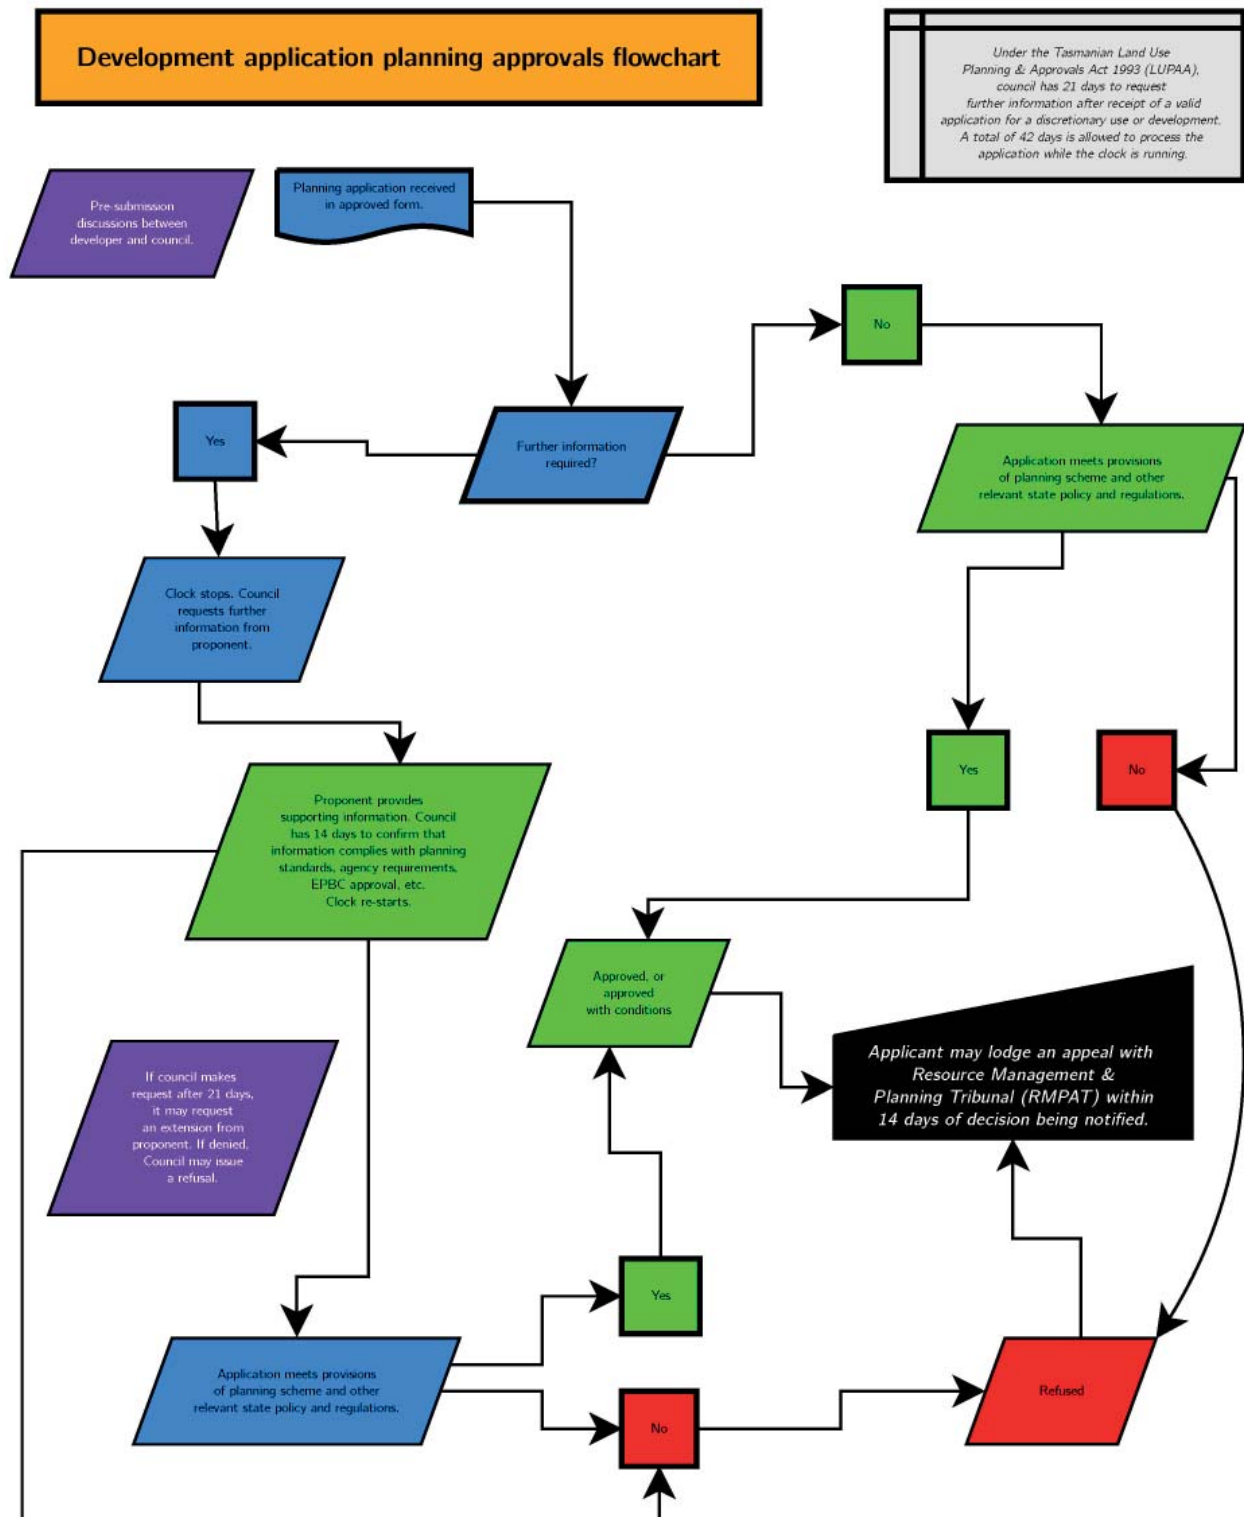 Development application planning approvals flowchart
Under the Tasmanian Land Use
Planning & Approvals Act 1993 (LUPAA),
council has 21 days to request
further information after receipt of a valid
application for a discretionary use or development.
A total of 42 days is allowed to process the
application while the clock is running.
Pre-submission
discussions between
developer and council.
Planning application received
in approved form.
No
Yes
Further information
required?
Application meets provisions
of planning scheme and other
relevant state policy and regulations.
Clock stops. Council
requests further
information from
proponent.
Yes
No
Proponent provides
supporting information. Council
has 14 days to confirm that
information complies with planning
standards, agency requirements,
EPBC approval, etc.
Clock re-starts.
Approved, or
approved
with conditions
Applicant may lodge an appeal with
Resource Management &
Planning Tribunal (RMPAT) within
14 days of decision being notified.
If council makes
request after 21 days,
it may request
an extension from
proponent. If denied,
Council may issue
a refusal.
Yes
Application meets provisions
of planning scheme and other
relevant state policy and regulations.
No
Refused